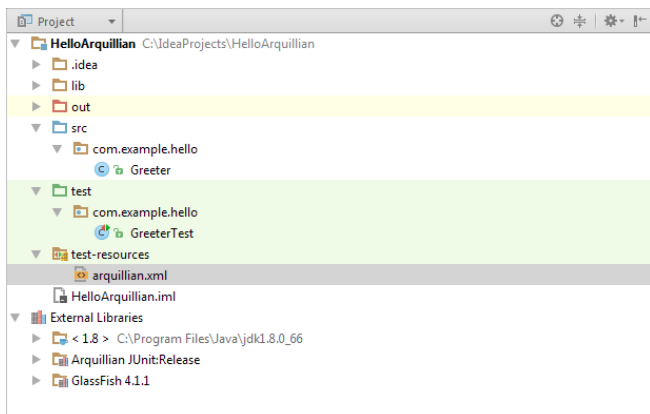 Project
HelloArquillian C:\IdeaProjects\HelloArquillian
.idea
lib
out
src
com.example.hello
Greeter
test
com.example.hello
GreeterTest
test-resources
arquillian.xml
HelloArquillian.iml
External Libraries
< 1.8 > C:\Program Files\Java\jdk1.8.0_66
Arquillian JUnit:Release
GlassFish 4.1.1